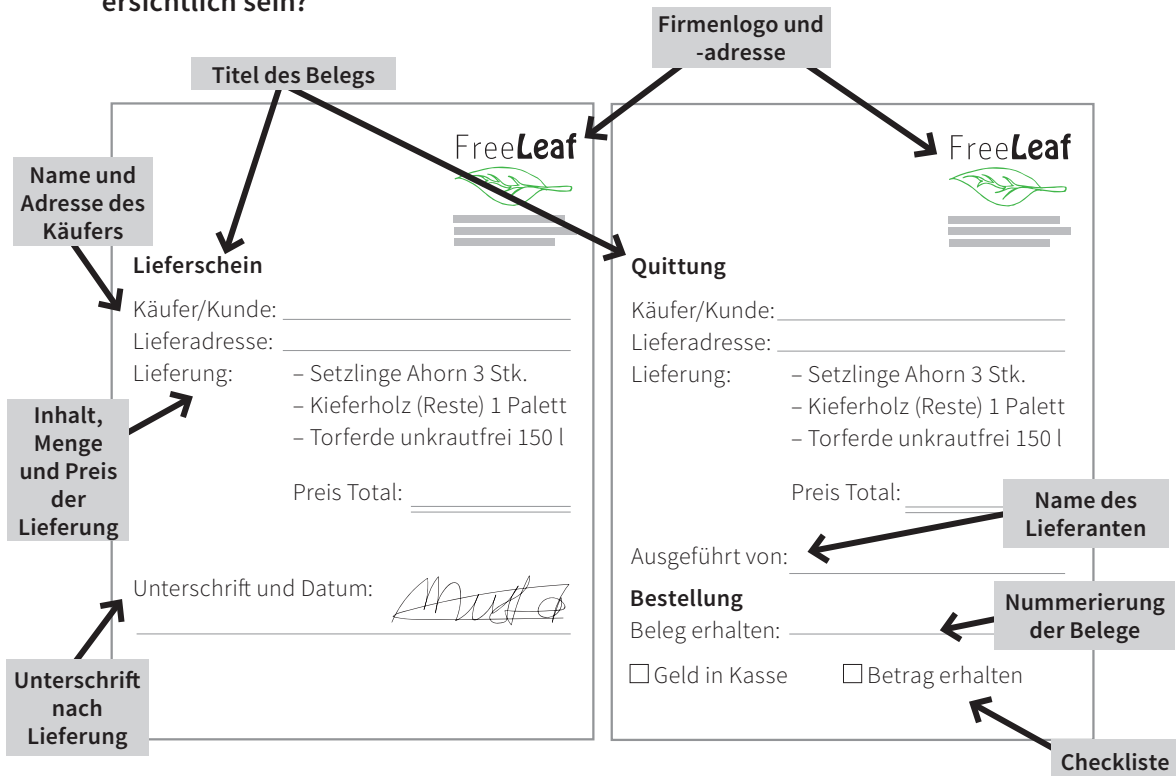 ersichtlich sein?
Firmenlogo und
-adresse
Titel des Belegs
Name und
Adresse des
Käufers
FreeLeaf
Lieferschein
Käufer/Kunde:
Lieferadresse:
Lieferung: – Setzlinge Ahorn 3 Stk.
– Kieferholz (Reste) 1 Palett
– Torferde unkrautfrei 150 l
Inhalt,
Menge
und Preis
der
Lieferung
Preis Total:
Unterschrift und Datum:
Unterschrift
nach
Lieferung
FreeLeaf
Quittung
Käufer/Kunde:
Lieferadresse:
Lieferung: – Setzlinge Ahorn 3 Stk.
– Kieferholz (Reste) 1 Palett
– Torferde unkrautfrei 150 l
Preis Total:
Name des
Lieferanten
Ausgeführt von:
Bestellung
Beleg erhalten:
Nummerierung
der Belege
Geld in Kasse Betrag erhalten
Checkliste